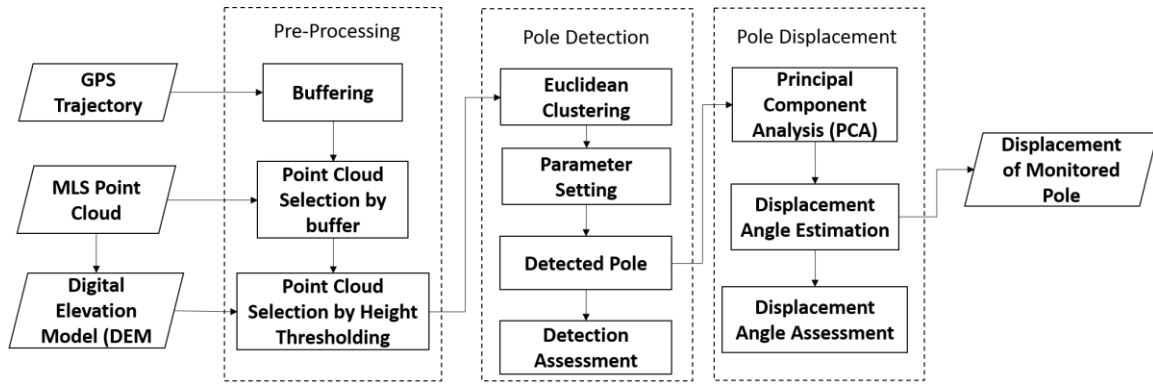 Pre-Processing
GPS
Trajectory
Buffering
MLS Point
Cloud
Point Cloud
Selection by
buffer
Digital
Elevation
Model (DEM
Point Cloud
Selection by Height
Thresholding
Pole Detection
Euclidean
Clustering
Parameter
Setting
Detected Pole
Detection
Assessment
Pole Displacement
Principal
Component
Analysis (PCA)
Displacement
Angle Estimation
Displacement
Angle Assessment
Displacement
of Monitored
Pole